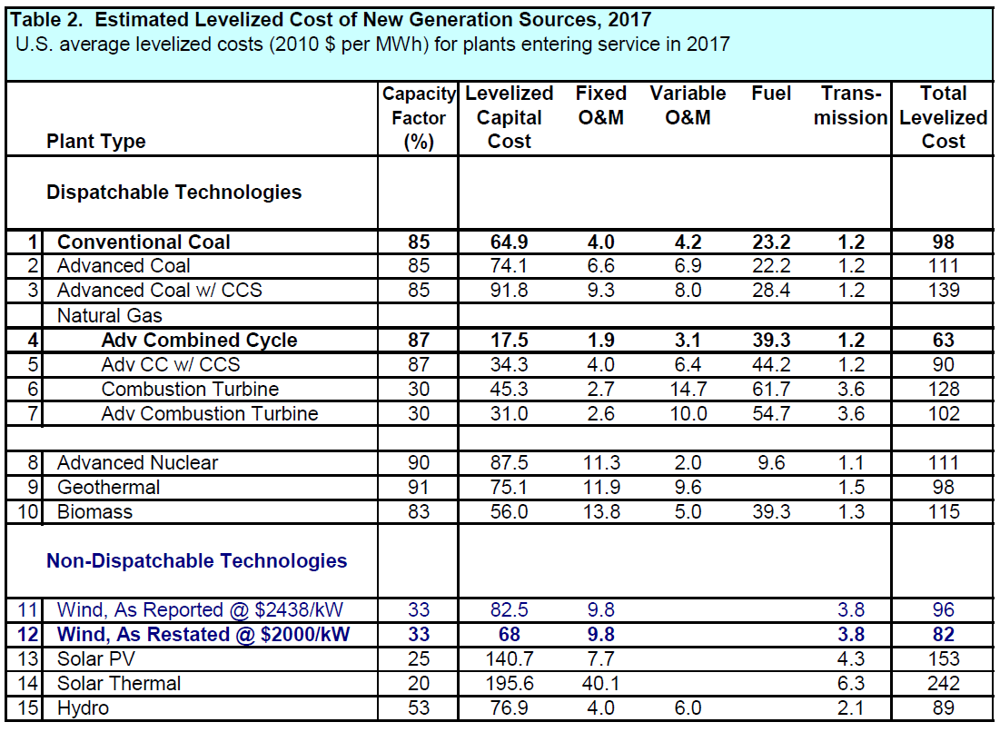 Table 2. Estimated Levelized Cost of New Generation Sources, 2017
U.S. average levelized costs (2010 $ per MWh) for plants entering service in 2017
Plant Type Capacity Factor (%) Levelized Capital Cost Fixed O&M Variable O&M Fuel Trans-mission Total Levelized Cost
Dispatchable Technologies
1 Conventional Coal 85 64.9 4.0 4.2 23.2 1.2 98
2 Advanced Coal 85 74.1 6.6 6.9 22.2 1.2 111
3 Advanced Coal w/ CCS 85 91.8 9.3 8.0 28.4 1.2 139
Natural Gas
4 Adv Combined Cycle 87 17.5 1.9 3.1 39.3 1.2 63
5 Adv CC w/ CCS 87 34.3 4.0 6.4 44.2 1.2 90
6 Combustion Turbine 30 45.3 2.7 14.7 61.7 3.6 128
7 Adv Combustion Turbine 30 31.0 2.6 10.0 54.7 3.6 102
8 Advanced Nuclear 90 87.5 11.3 2.0 9.6 1.1 111
9 Geothermal 91 75.1 11.9 9.6 1.5 98
10 Biomass 83 56.0 13.8 5.0 39.3 1.3 115
Non-Dispatchable Technologies
11 Wind, As Reported @ $2438/kW 33 82.5 9.8 3.8 96
12 Wind, As Restated @ $2000/kW 33 68 9.8 3.8 82
13 Solar PV 25 140.7 7.7 4.3 153
14 Solar Thermal 20 195.6 40.1 6.3 242
15 Hydro 53 76.9 4.0 6.0 2.1 89